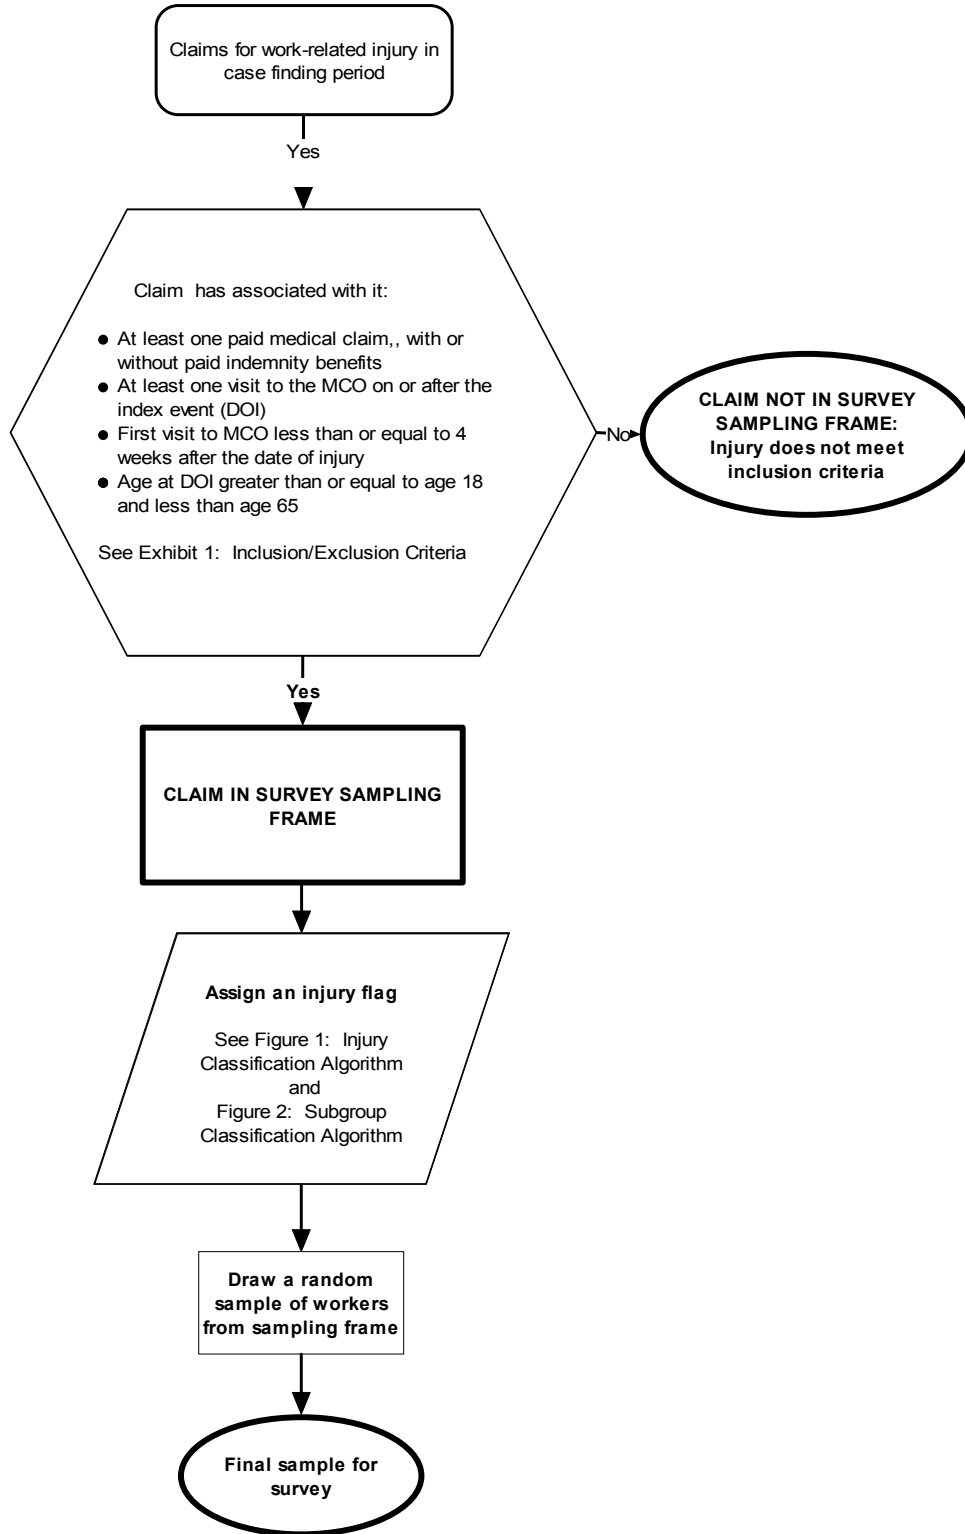 Claims for work-related injury in
case finding period
Yes
Claim has associated with it:
● At least one paid medical claim,, with or
without paid indemnity benefits
● At least one visit to the MCO on or after the
index event (DOI)
● First visit to MCO less than or equal to 4
weeks after the date of injury
● Age at DOI greater than or equal to age 18
and less than age 65
See Exhibit 1: Inclusion/Exclusion Criteria
No
CLAIM NOT IN SURVEY
SAMPLING FRAME:
Injury does not meet
inclusion criteria
Yes
CLAIM IN SURVEY SAMPLING
FRAME
Assign an injury flag
See Figure 1: Injury
Classification Algorithm
and
Figure 2: Subgroup
Classification Algorithm
Draw a random
sample of workers
from sampling frame
Final sample for
survey